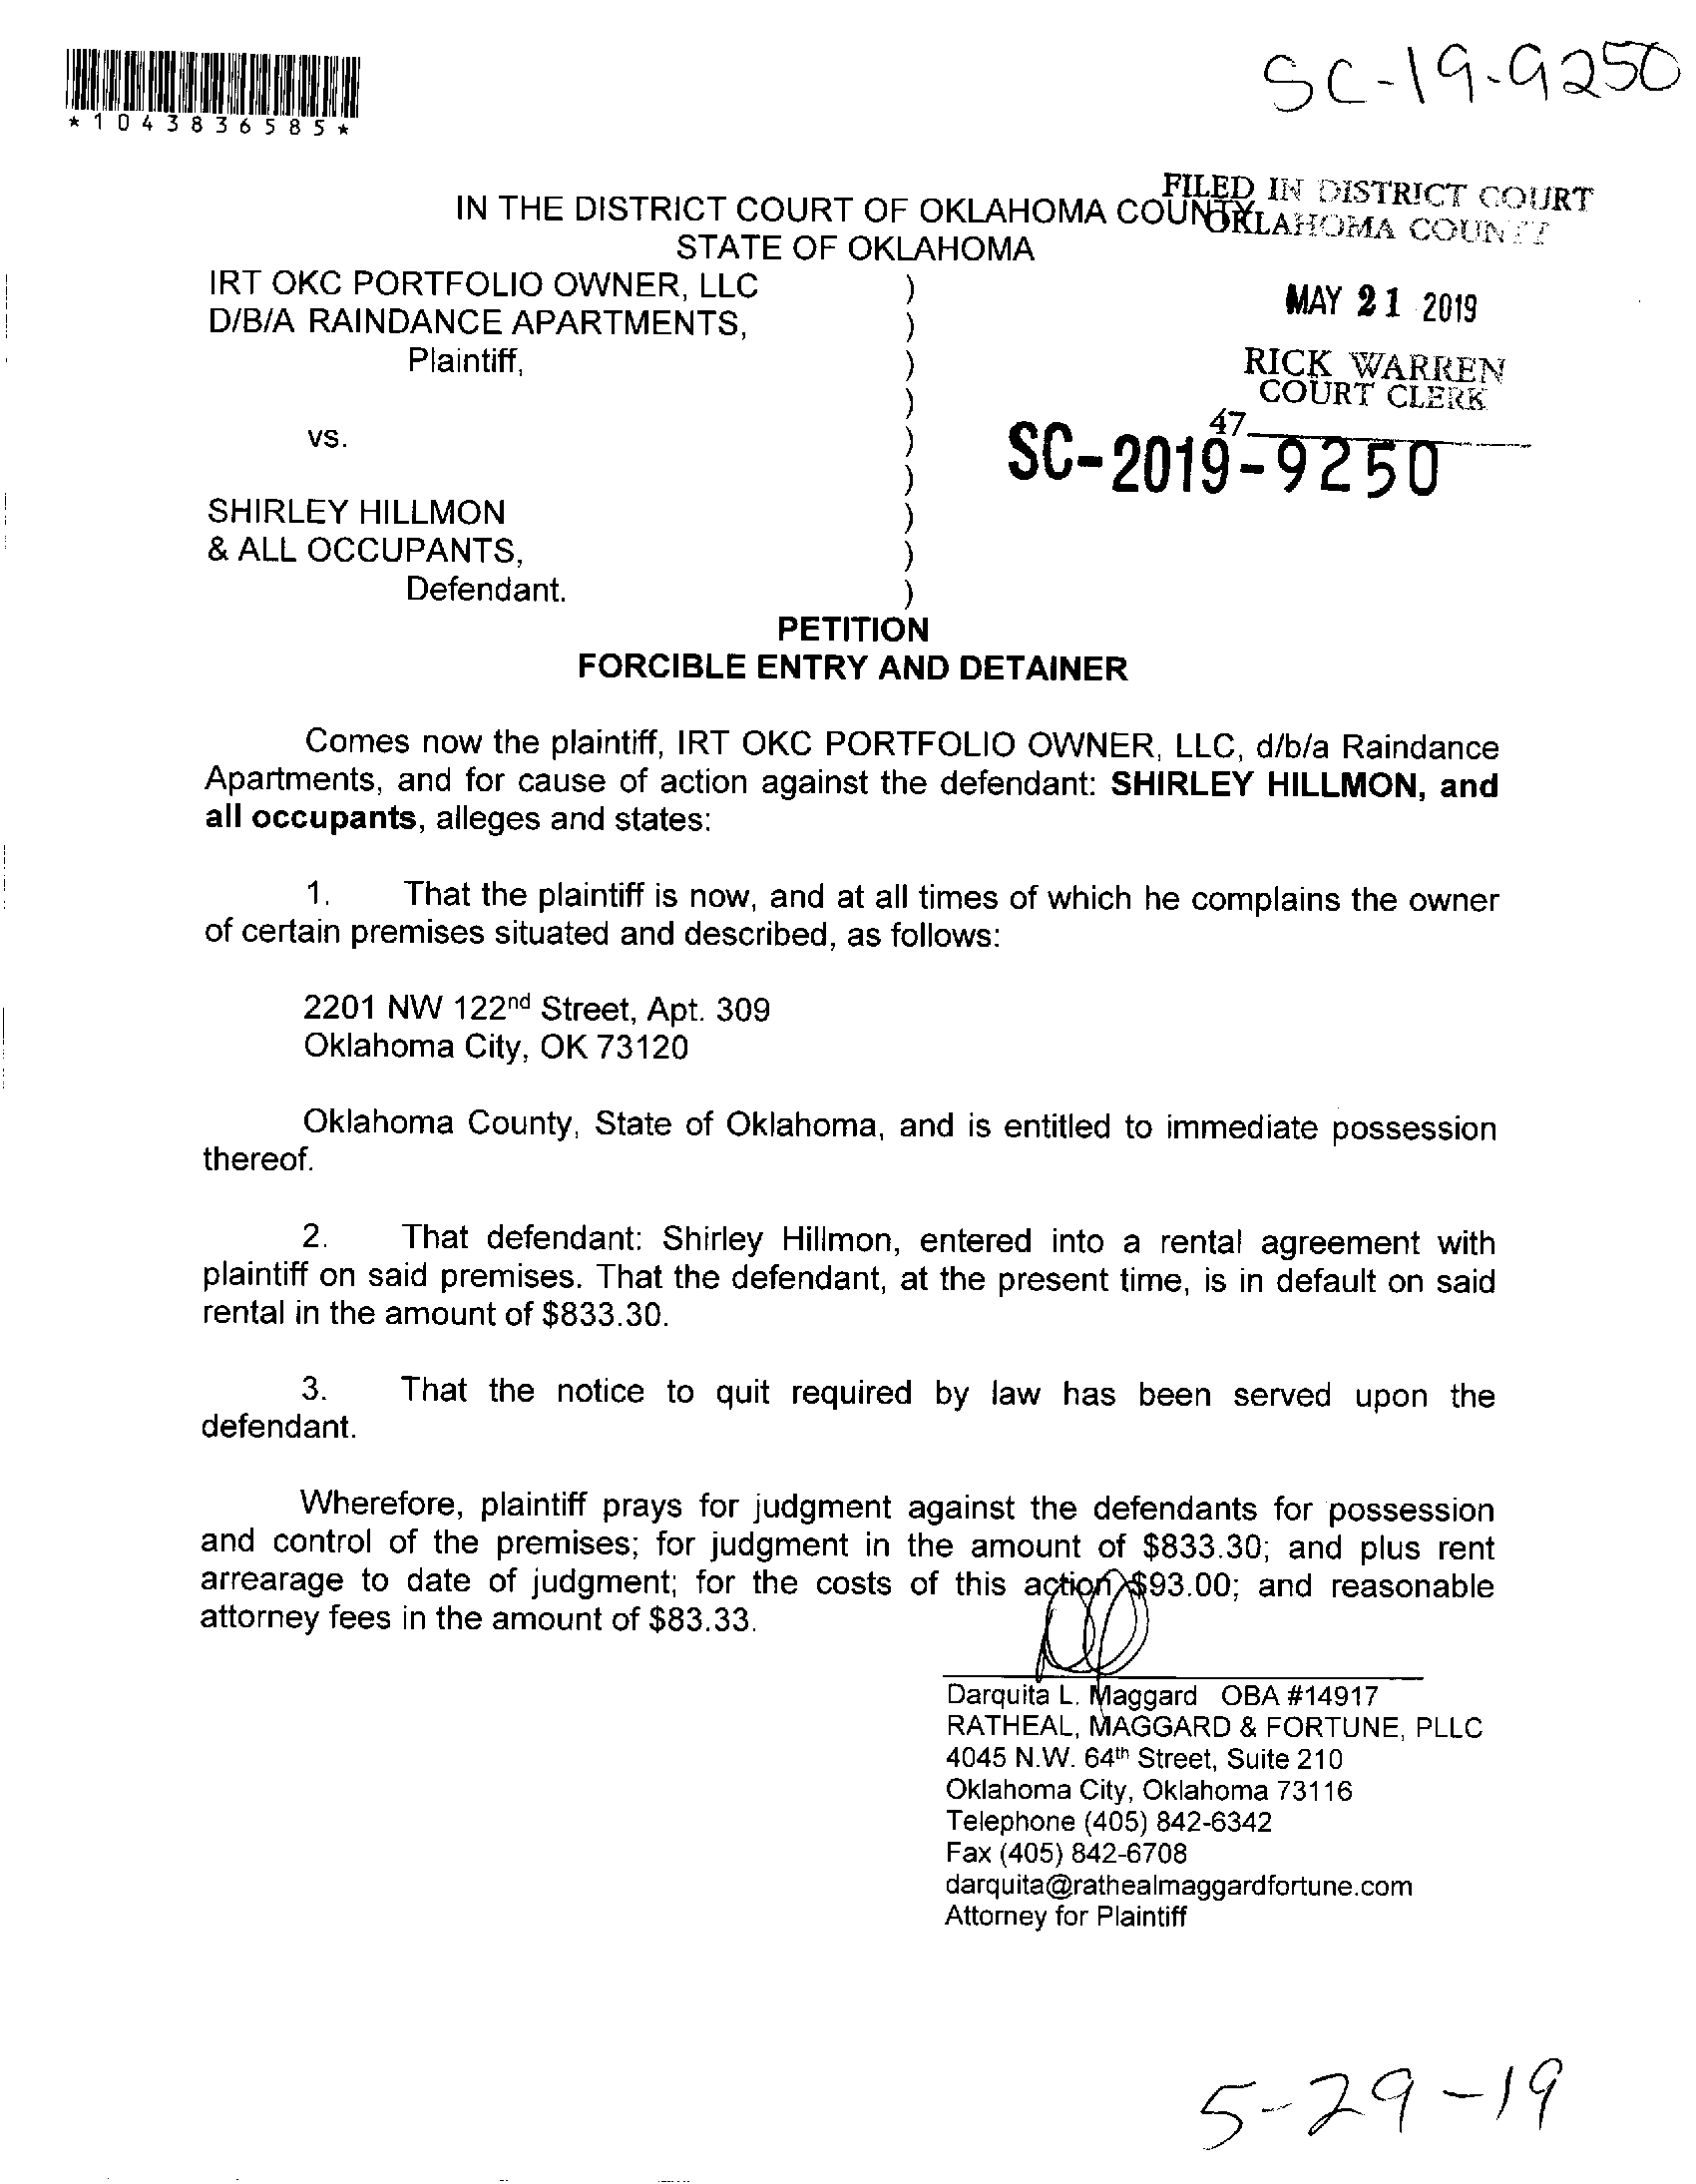 SC-19-9250
*1043836585*
FILED IN DISTRICT COURT
OKLAHOMA COUNTY
IN THE DISTRICT COURT OF OKLAHOMA COUNTY
STATE OF OKLAHOMA
IRT OKC PORTFOLIO OWNER, LLC )
D/B/A RAINDANCE APARTMENTS, )
Plaintiff, )
)
vs. )
)
SHIRLEY HILLMON )
& ALL OCCUPANTS, )
Defendant. )
MAY 21 2019
RICK WARREN
COURT CLERK
47
SC-2019-9250
PETITION
FORCIBLE ENTRY AND DETAINER
Comes now the plaintiff, IRT OKC PORTFOLIO OWNER, LLC, d/b/a Raindance
Apartments, and for cause of action against the defendant: SHIRLEY HILLMON, and
all occupants, alleges and states:
1. That the plaintiff is now, and at all times of which he complains the owner
of certain premises situated and described, as follows:
2201 NW 122nd Street, Apt. 309
Oklahoma City, OK 73120
Oklahoma County, State of Oklahoma, and is entitled to immediate possession
thereof.
2. That defendant: Shirley Hillmon, entered into a rental agreement with
plaintiff on said premises. That the defendant, at the present time, is in default on said
rental in the amount of $833.30.
3. That the notice to quit required by law has been served upon the
defendant.
Wherefore, plaintiff prays for judgment against the defendants for possession
and control of the premises; for judgment in the amount of $833.30; and plus rent
arrearage to date of judgment; for the costs of this action $93.00; and reasonable
attorney fees in the amount of $83.33.
Darquita L. Maggard OBA #14917
RATHEAL, MAGGARD & FORTUNE, PLLC
4045 N.W. 64th Street, Suite 210
Oklahoma City, Oklahoma 73116
Telephone (405) 842-6342
Fax (405) 842-6708
darquita@rathealmaggardfortune.com
Attorney for Plaintiff
5-29-19